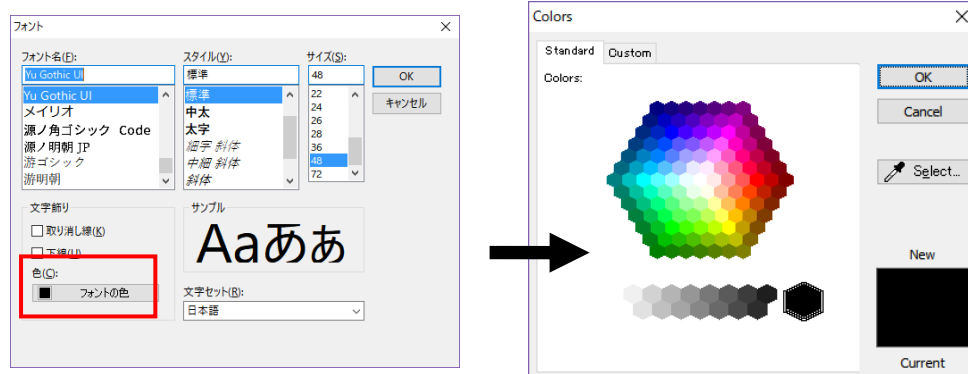 フォント
フォント名(F):
スタイル(Y):
サイズ(S):
Yu Gothic UI
標準
48
OK
キャンセル
Yu Gothic UI
メイリオ
源ノ角ゴシック Code
源ノ明朝 JP
游ゴシック
游明朝
標準
中太
太字
細字 斜体
中細 斜体
斜体
22
24
26
28
36
48
72
文字飾り
取り消し線(K)
下線(U)
色(C):
フォントの色
サンプル
Aaあぁ
文字セット(R):
日本語
Colors
Standard
Custom
Colors:
OK
Cancel
Select...
New
Current